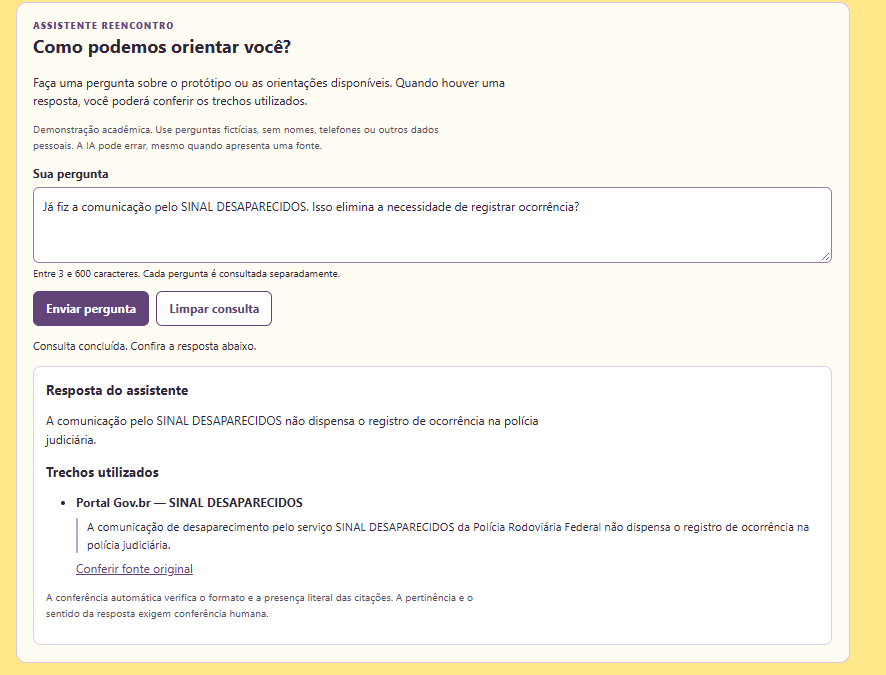 ASSISTENTE REENCONTRO
Como podemos orientar você?
Faça uma pergunta sobre o protótipo ou as orientações disponíveis. Quando houver uma
resposta, você poderá conferir os trechos utilizados.
Demonstração acadêmica. Use perguntas fictícias, sem nomes, telefones ou outros dados
pessoais. A IA pode errar, mesmo quando apresenta uma fonte.
Sua pergunta
Já fiz a comunicação pelo SINAL DESAPARECIDOS. Isso elimina a necessidade de registrar ocorrência?
Entre 3 e 600 caracteres. Cada pergunta é consultada separadamente.
Enviar pergunta Limpar consulta
Consulta concluída. Confira a resposta abaixo.
Resposta do assistente
A comunicação pelo SINAL DESAPARECIDOS não dispensa o registro de ocorrência na polícia
judiciária.
Trechos utilizados
• Portal Gov.br — SINAL DESAPARECIDOS
A comunicação de desaparecimento pelo serviço SINAL DESAPARECIDOS da Polícia Rodoviária Federal não dispensa o registro de ocorrência na
polícia judiciária.
Conferir fonte original
A conferência automática verifica o formato e a presença literal das citações. A pertinência e o
sentido da resposta exigem conferência humana.